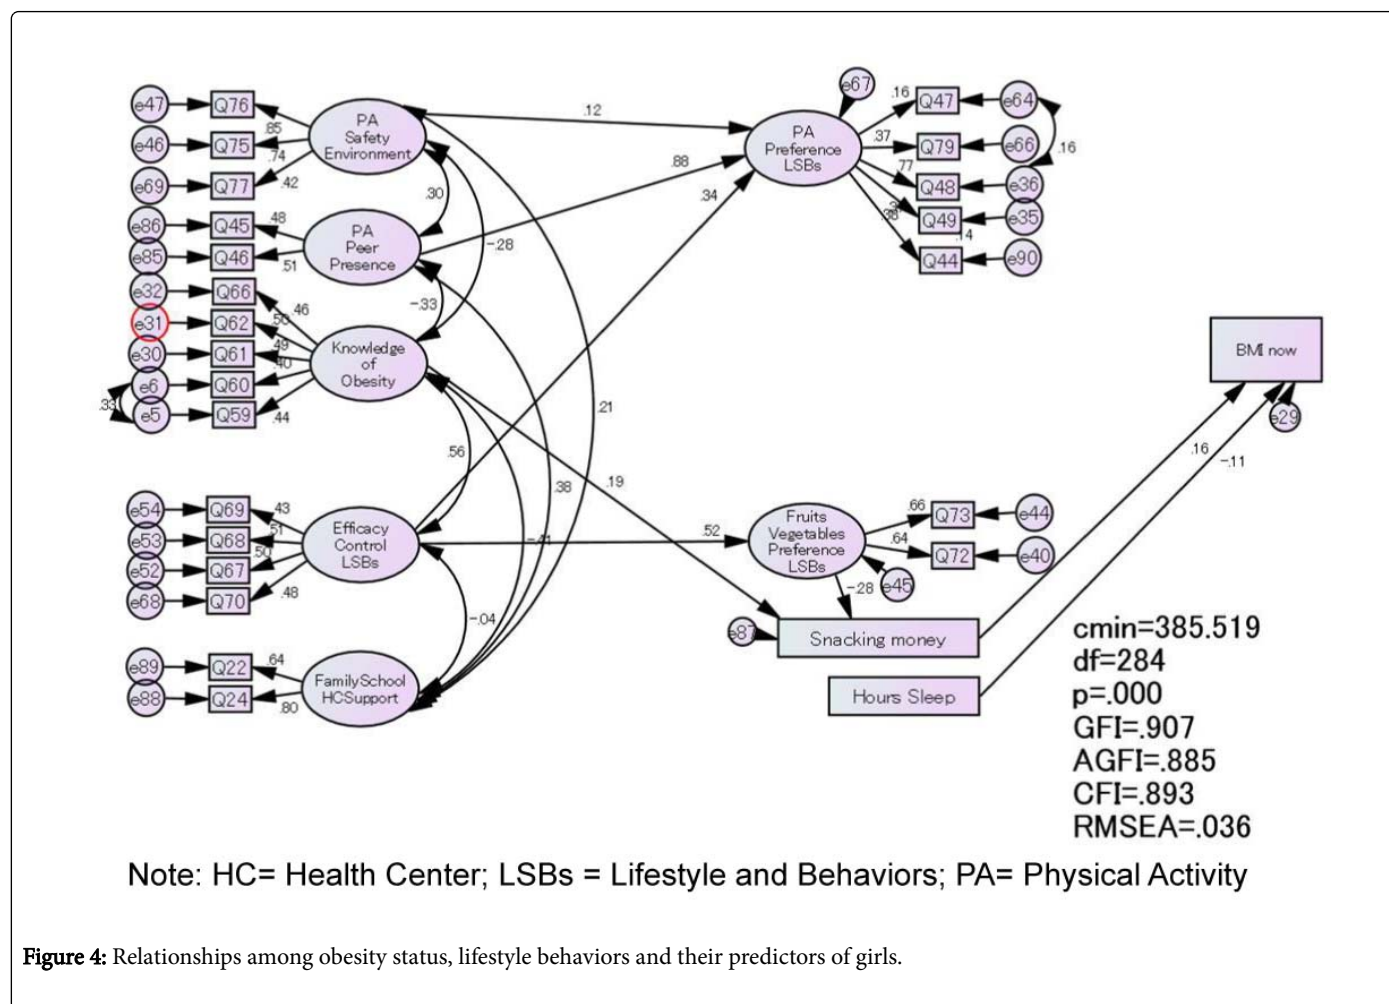 e47
Q76
.85
e46
Q75
.74
e69
Q77
.42
PA
Safety
Environment
e86
Q45
.48
e85
Q46
.51
PA
Peer
Presence
e32
Q66
.46
e31
Q62
.50
e30
Q61
.49
e6
Q60
.40
e5
Q59
.44
.33
Knowledge
of
Obesity
e54
Q69
.43
e53
Q68
.51
e52
Q67
.50
e68
Q70
.48
Efficacy
Control
LSBs
e89
Q22
.64
e88
Q24
.80
FamilySchool
HCSupport
.12
.88
.34
.30
-.28
-.33
.21
.56
.38
.19
-.04
.52
e67
PA
Preference
LSBs
.16
Q47
e64
.37
Q79
e66
.16
.77
Q48
e36
Q49
e35
.14
Q44
e90
Fruits
Vegetables
Preference
LSBs
.66
Q73
e44
.64
Q72
e40
-.28
e45
e87
Snacking money
Hours Sleep
BMI now
e29
.16
-.11
cmin=385.519
df=284
p=.000
GFI=.907
AGFI=.885
CFI=.893
RMSEA=.036
Note: HC= Health Center; LSBs = Lifestyle and Behaviors; PA= Physical Activity
Figure 4: Relationships among obesity status, lifestyle behaviors and their predictors of girls.